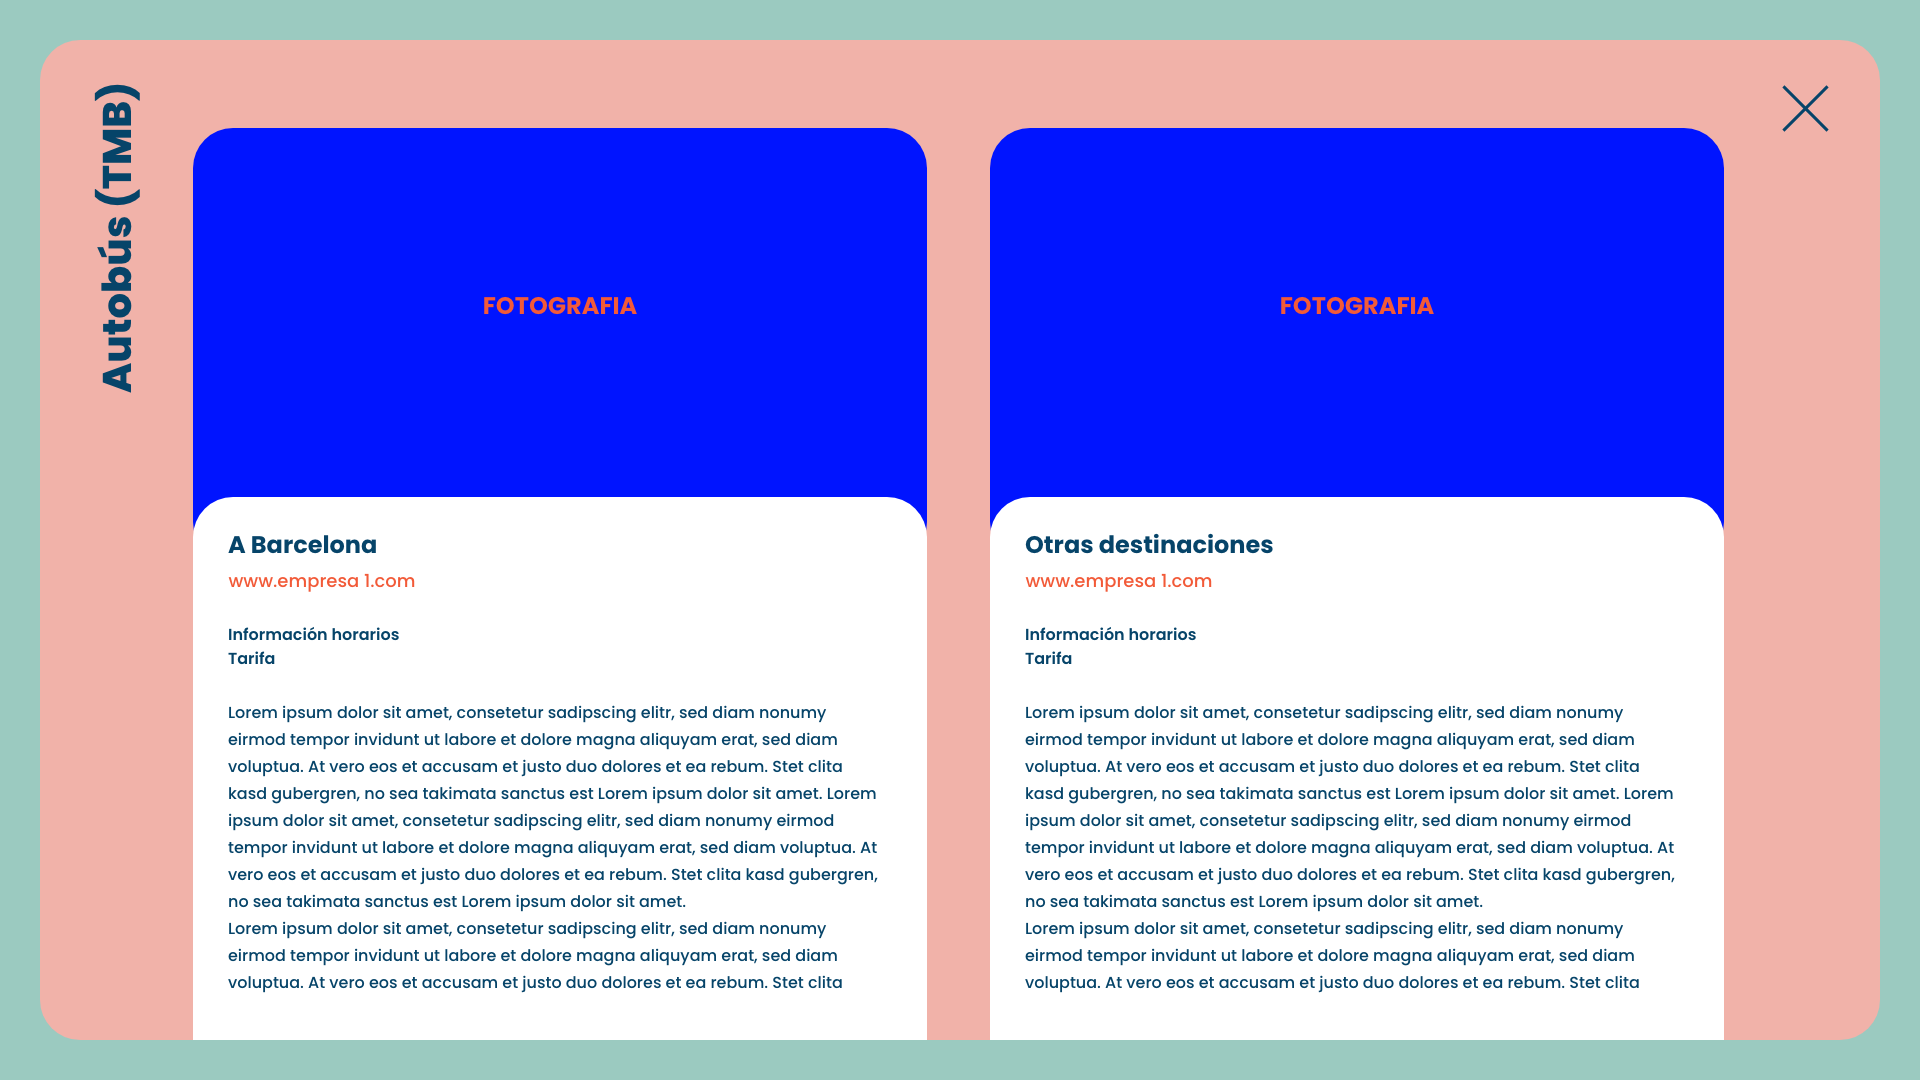 Autobús (TMB)
FOTOGRAFIA
A Barcelona
www.empresa 1.com
Información horarios
Tarifa
Lorem ipsum dolor sit amet, consetetur sadipscing elitr, sed diam nonumy
eirmod tempor invidunt ut labore et dolore magna aliquyam erat, sed diam
voluptua. At vero eos et accusam et justo duo dolores et ea rebum. Stet clita
kasd gubergren, no sea takimata sanctus est Lorem ipsum dolor sit amet. Lorem
ipsum dolor sit amet, consetetur sadipscing elitr, sed diam nonumy eirmod
tempor invidunt ut labore et dolore magna aliquyam erat, sed diam voluptua. At
vero eos et accusam et justo duo dolores et ea rebum. Stet clita kasd gubergren,
no sea takimata sanctus est Lorem ipsum dolor sit amet.
Lorem ipsum dolor sit amet, consetetur sadipscing elitr, sed diam nonumy
eirmod tempor invidunt ut labore et dolore magna aliquyam erat, sed diam
voluptua. At vero eos et accusam et justo duo dolores et ea rebum. Stet clita
FOTOGRAFIA
Otras destinaciones
www.empresa 1.com
Información horarios
Tarifa
Lorem ipsum dolor sit amet, consetetur sadipscing elitr, sed diam nonumy
eirmod tempor invidunt ut labore et dolore magna aliquyam erat, sed diam
voluptua. At vero eos et accusam et justo duo dolores et ea rebum. Stet clita
kasd gubergren, no sea takimata sanctus est Lorem ipsum dolor sit amet. Lorem
ipsum dolor sit amet, consetetur sadipscing elitr, sed diam nonumy eirmod
tempor invidunt ut labore et dolore magna aliquyam erat, sed diam voluptua. At
vero eos et accusam et justo duo dolores et ea rebum. Stet clita kasd gubergren,
no sea takimata sanctus est Lorem ipsum dolor sit amet.
Lorem ipsum dolor sit amet, consetetur sadipscing elitr, sed diam nonumy
eirmod tempor invidunt ut labore et dolore magna aliquyam erat, sed diam
voluptua. At vero eos et accusam et justo duo dolores et ea rebum. Stet clita